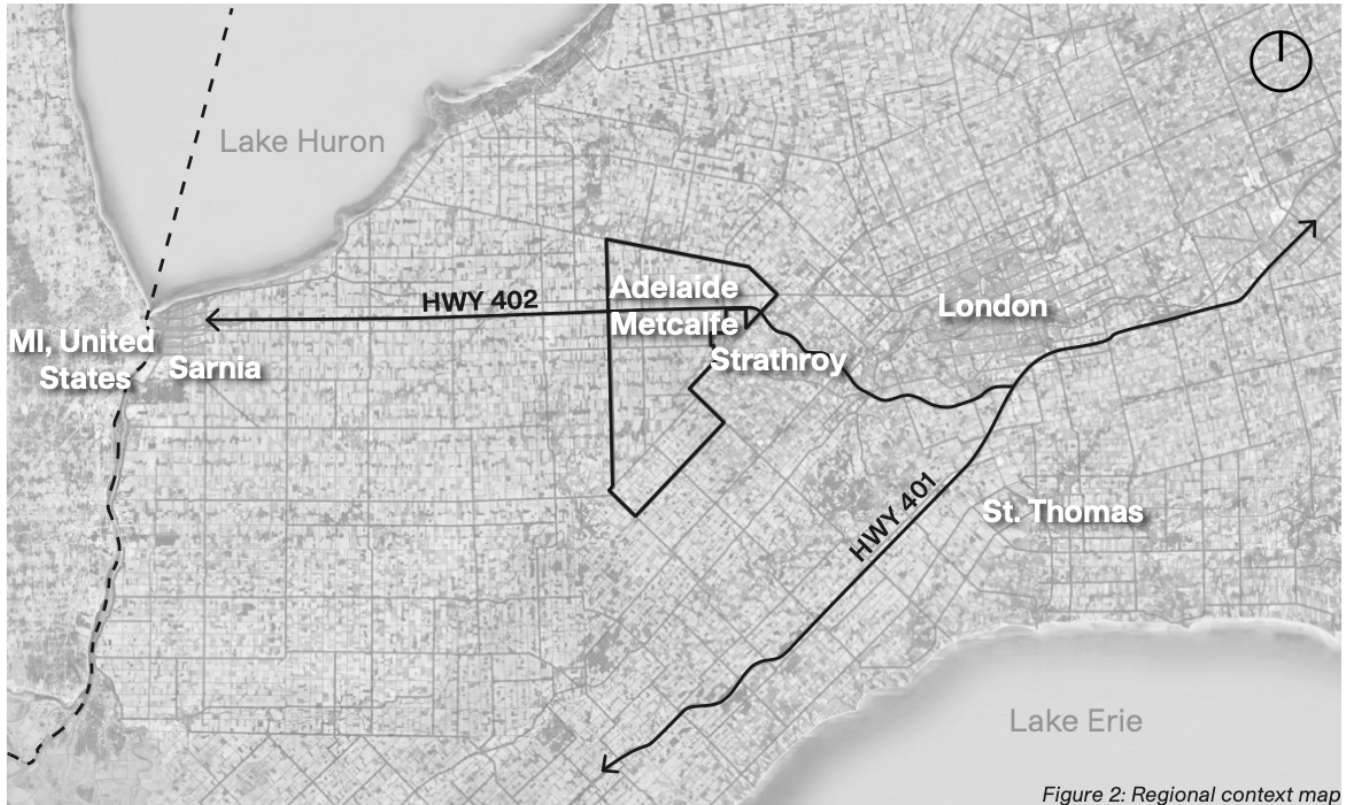 Lake Huron
HWY 402
Adelaide
Metcalfe
London
MI, United
States
Sarnia
Strathroy
HWY 401
St. Thomas
Lake Erie
Figure 2: Regional context map